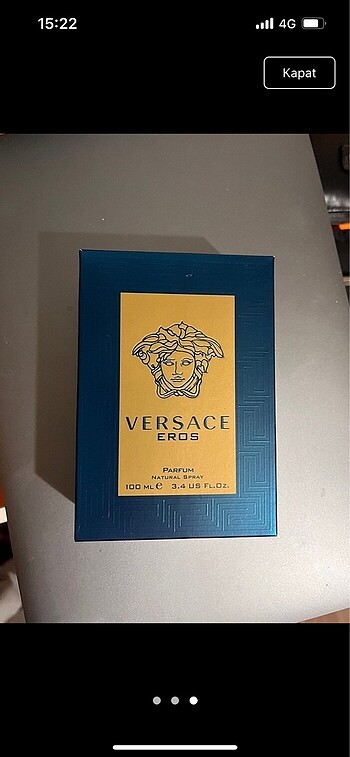 15:22
4G
Kapat
VERSACE
EROS
PARFUM
NATURAL SPRAY
100 ML e 3.4 US FL.OZ.